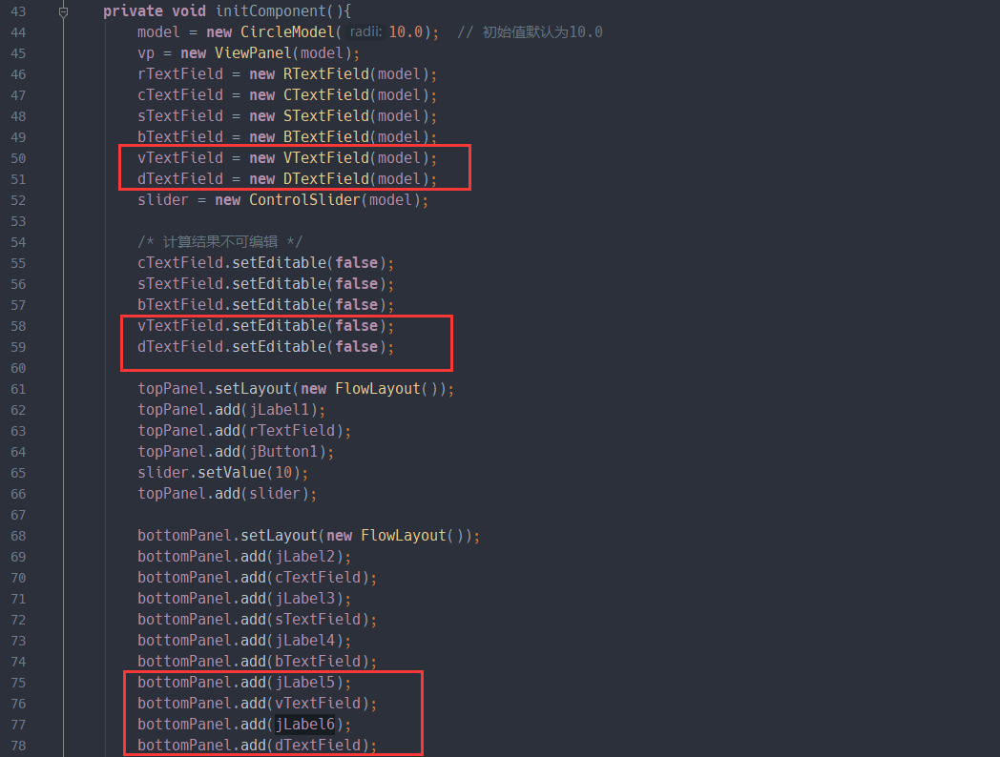 43 private void initComponent(){
44 model = new CircleModel( radii: 10.0); // 初始值默认为10.0
45 vp = new ViewPanel(model);
46 rTextField = new RTextField(model);
47 cTextField = new CTextField(model);
48 sTextField = new STextField(model);
49 bTextField = new BTextField(model);
50 vTextField = new VTextField(model);
51 dTextField = new DTextField(model);
52 slider = new ControlSlider(model);
53
54 /* 计算结果不可编辑 */
55 cTextField.setEditable(false);
56 sTextField.setEditable(false);
57 bTextField.setEditable(false);
58 vTextField.setEditable(false);
59 dTextField.setEditable(false);
60
61 topPanel.setLayout(new FlowLayout());
62 topPanel.add(jLabel1);
63 topPanel.add(rTextField);
64 topPanel.add(jButton1);
65 slider.setValue(10);
66 topPanel.add(slider);
67
68 bottomPanel.setLayout(new FlowLayout());
69 bottomPanel.add(jLabel2);
70 bottomPanel.add(cTextField);
71 bottomPanel.add(jLabel3);
72 bottomPanel.add(sTextField);
73 bottomPanel.add(jLabel4);
74 bottomPanel.add(bTextField);
75 bottomPanel.add(jLabel5);
76 bottomPanel.add(vTextField);
77 bottomPanel.add(jLabel6);
78 bottomPanel.add(dTextField);